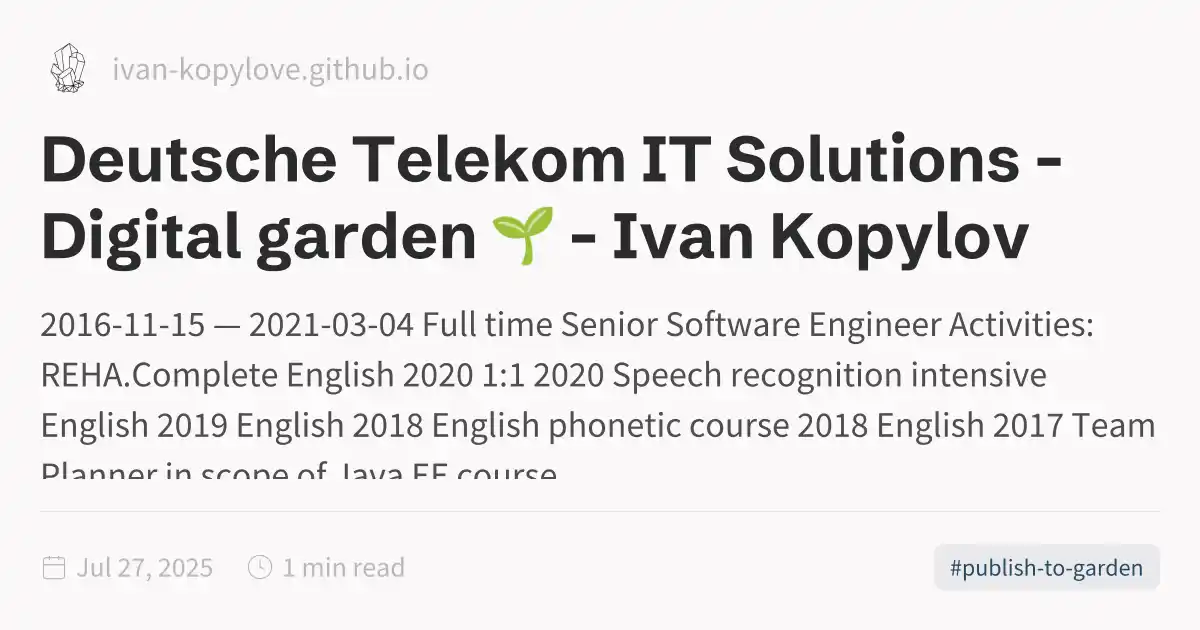 ivan-kopylove.github.io
Deutsche Telekom IT Solutions -
Digital garden 🌱 - Ivan Kopylov
2016-11-15 — 2021-03-04 Full time Senior Software Engineer Activities:
REHA.Complete English 2020 1:1 2020 Speech recognition intensive
English 2019 English 2018 English phonetic course 2018 English 2017 Team
Planner in scope of Java EE course
Jul 27, 2025 1 min read
#publish-to-garden